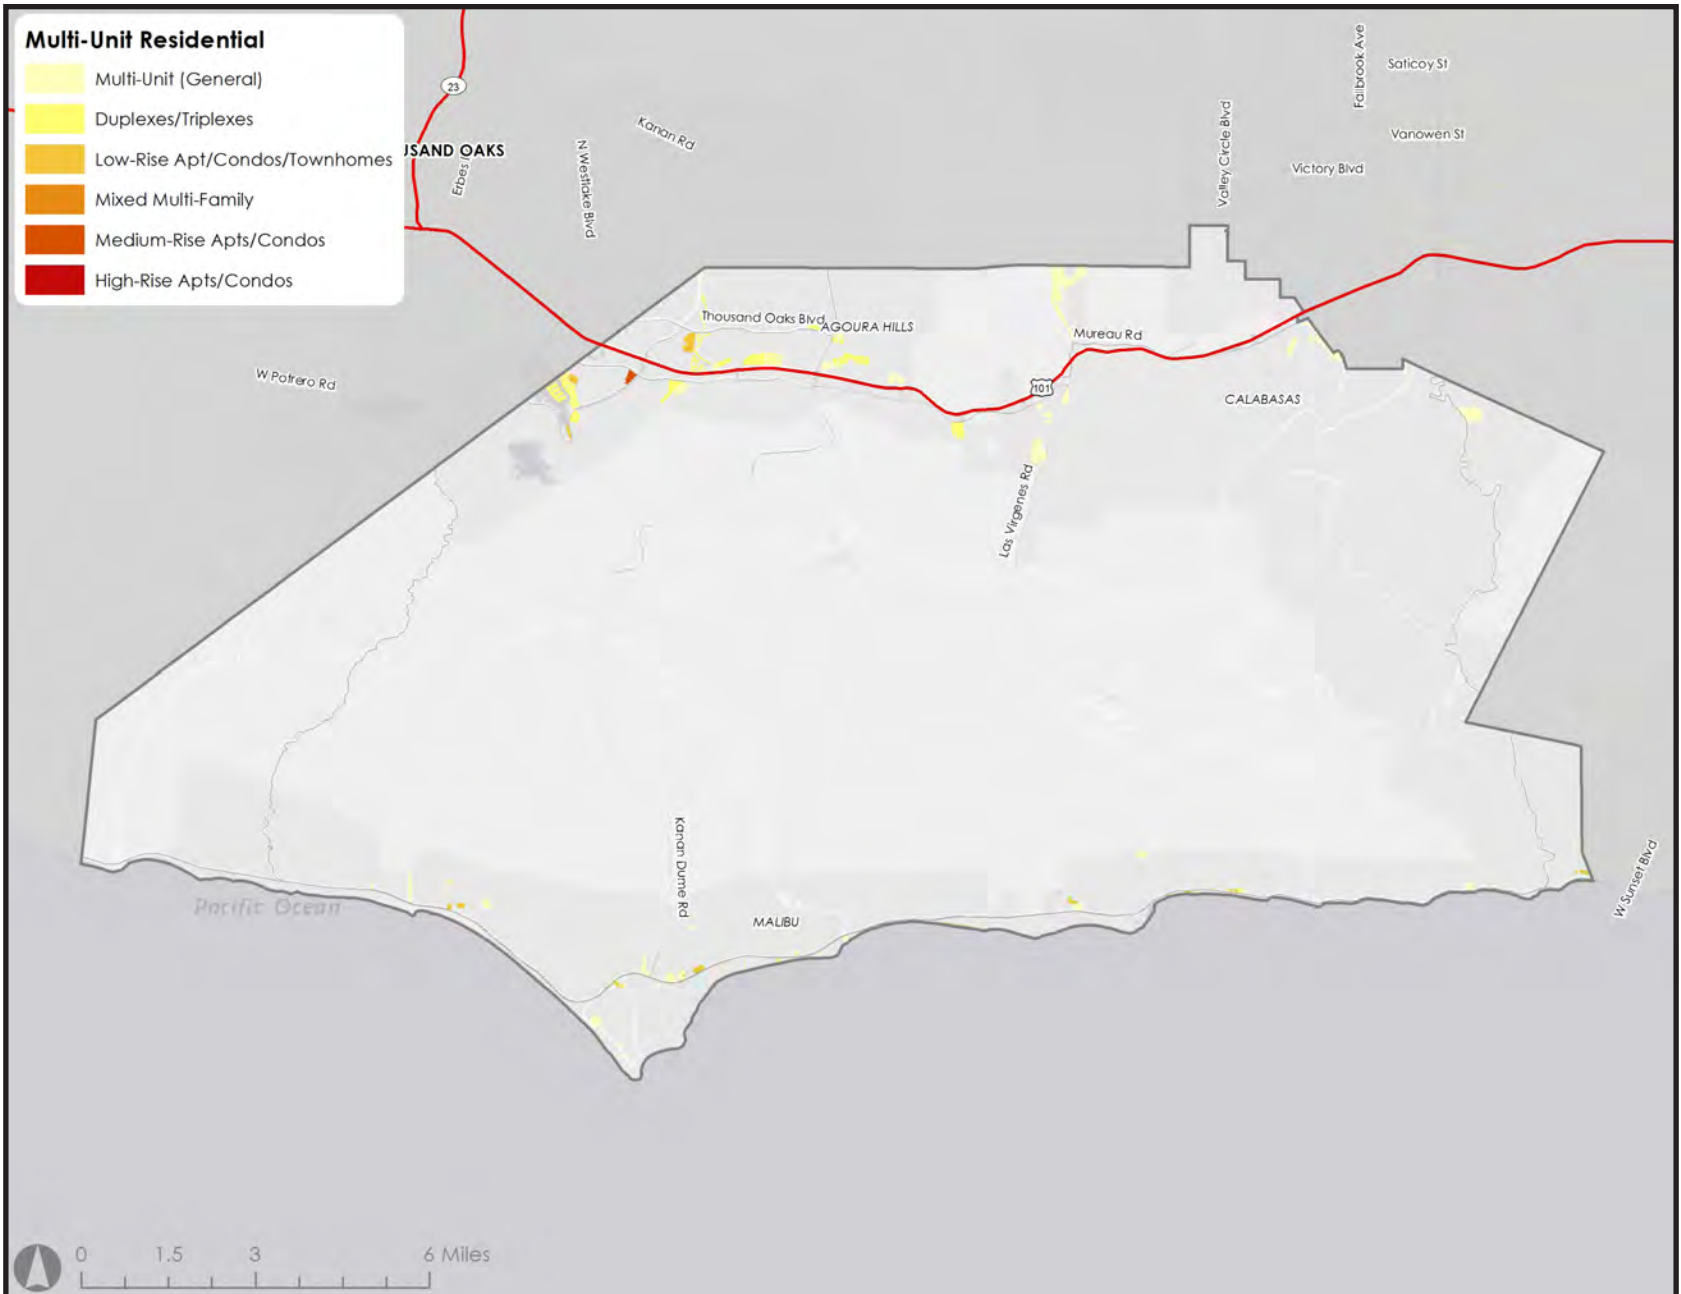 Multi-Unit Residential
Multi-Unit (General)
Duplexes/Triplexes
Low-Rise Apt/Condos/Townhomes
Mixed Multi-Family
Medium-Rise Apts/Condos
High-Rise Apts/Condos
23
USAND OAKS
Erbes
N Westlake Blvd
Kanan Rd
Valley Circle Blvd
Fallbrook Ave
Saticoy St
Vanowen St
Victory Blvd
Thousand Oaks Blvd
AGOURA HILLS
Mureau Rd
W Potrero Rd
101
CALABASAS
Las Virgenes Rd
Kanan Dume Rd
Pacific Ocean
MALIBU
W Sunset Blvd
0 1.5 3 6 Miles